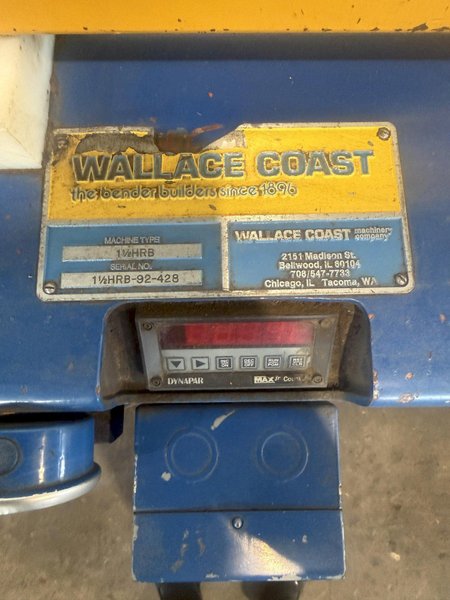 WALLACE COAST
the bender builders since 1896
MACHINE TYPE
1½HRB
SERIAL NO.
1½HRB-92-428
WALLACE COAST machinery company
2151 Madison St.
Bellwood, IL 60104
708/547-7733
Chicago, IL Tacoma, WA
DYNAPAR
MAX jr.